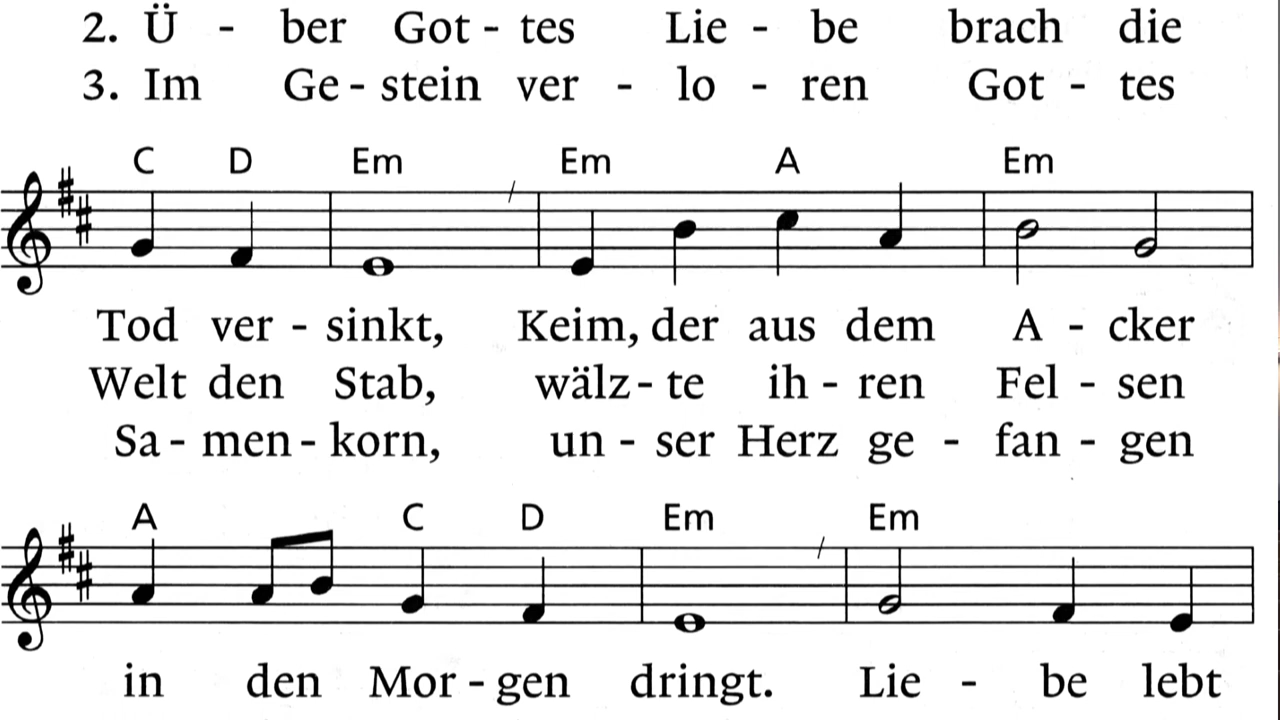 2. Ü - ber Got - tes Lie - be brach die
3. Im Ge - stein ver - lo - ren Got - tes
C D Em Em A Em
Tod ver - sinkt, Keim, der aus dem A - cker
Welt den Stab, wälz - te ih - ren Fel - sen
Sa - men - korn, un - ser Herz ge - fan - gen
A C D Em Em
in den Mor - gen dringt. Lie - be lebt